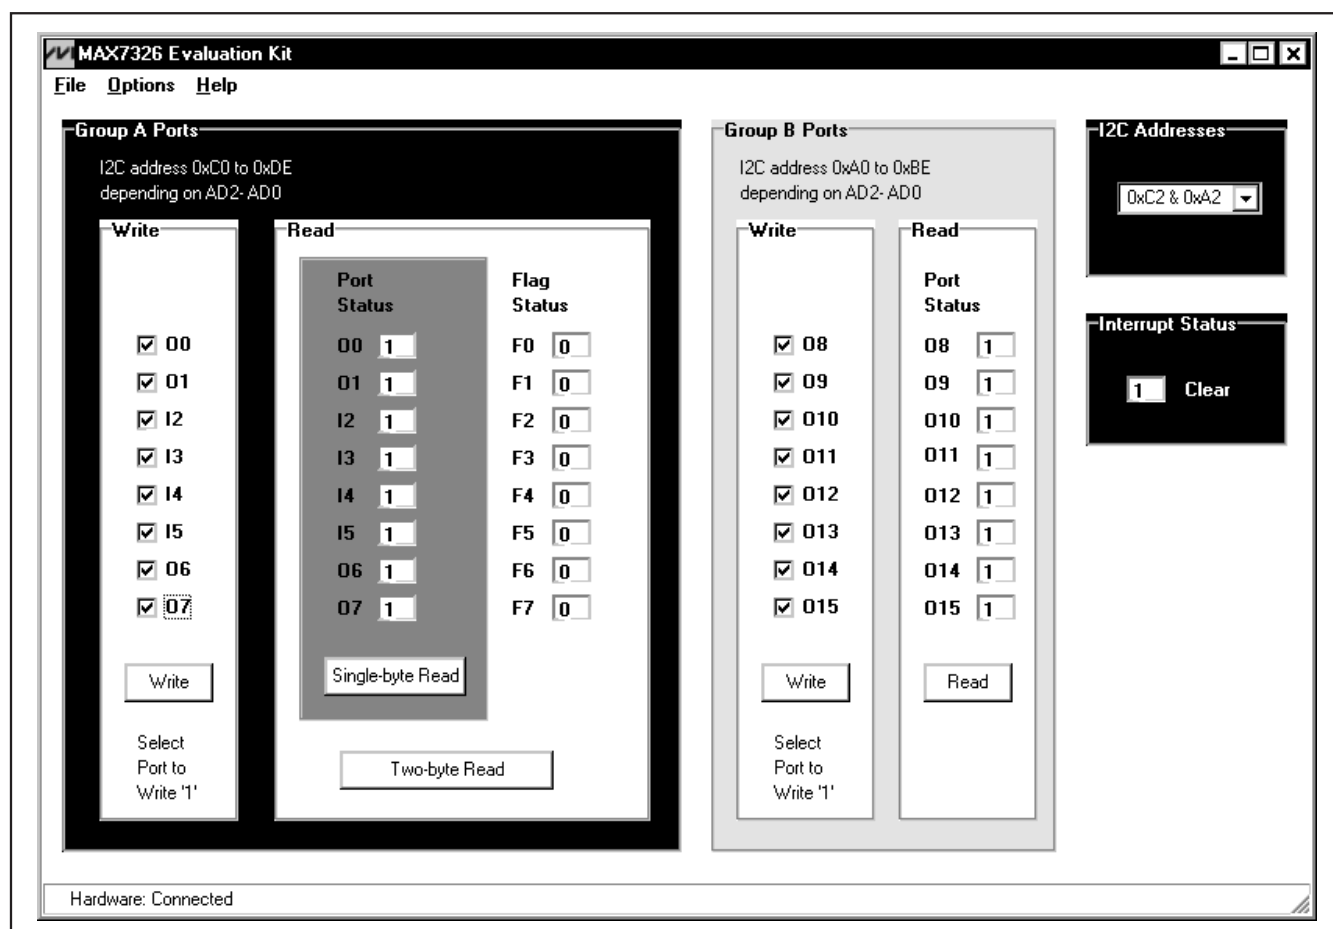 MAX7326 Evaluation Kit
File Options Help
Group A Ports
I2C address 0xC0 to 0xDE
depending on AD2- AD0
Write
O0
O1
I2
I3
I4
I5
O6
O7
Write
Select
Port to
Write '1'
Read
Port
Status
O0 1
O1 1
I2 1
I3 1
I4 1
I5 1
O6 1
O7 1
Single-byte Read
Flag
Status
F0 0
F1 0
F2 0
F3 0
F4 0
F5 0
F6 0
F7 0
Two-byte Read
Group B Ports
I2C address 0xA0 to 0xBE
depending on AD2- AD0
Write
O8
O9
O10
O11
O12
O13
O14
O15
Write
Select
Port to
Write '1'
Read
Port
Status
O8 1
O9 1
O10 1
O11 1
O12 1
O13 1
O14 1
O15 1
Read
I2C Addresses
0xC2 & 0xA2
Interrupt Status
1 Clear
Hardware: Connected